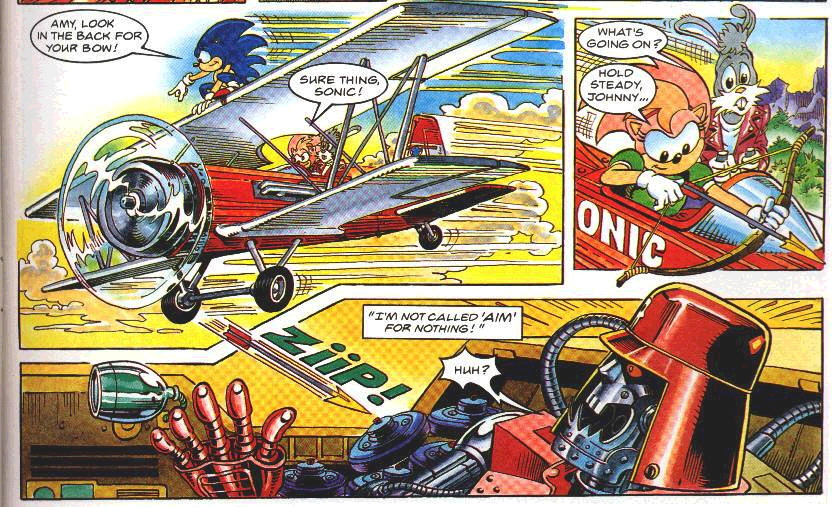 AMY, LOOK
IN THE BACK FOR
YOUR BOW!
SURE THING,
SONIC!
WHAT'S
GOING ON?
HOLD
STEADY,
JOHNNY...
ONIC
"I'M NOT CALLED 'AIM'
FOR NOTHING!"
ZiiP!
HUH?